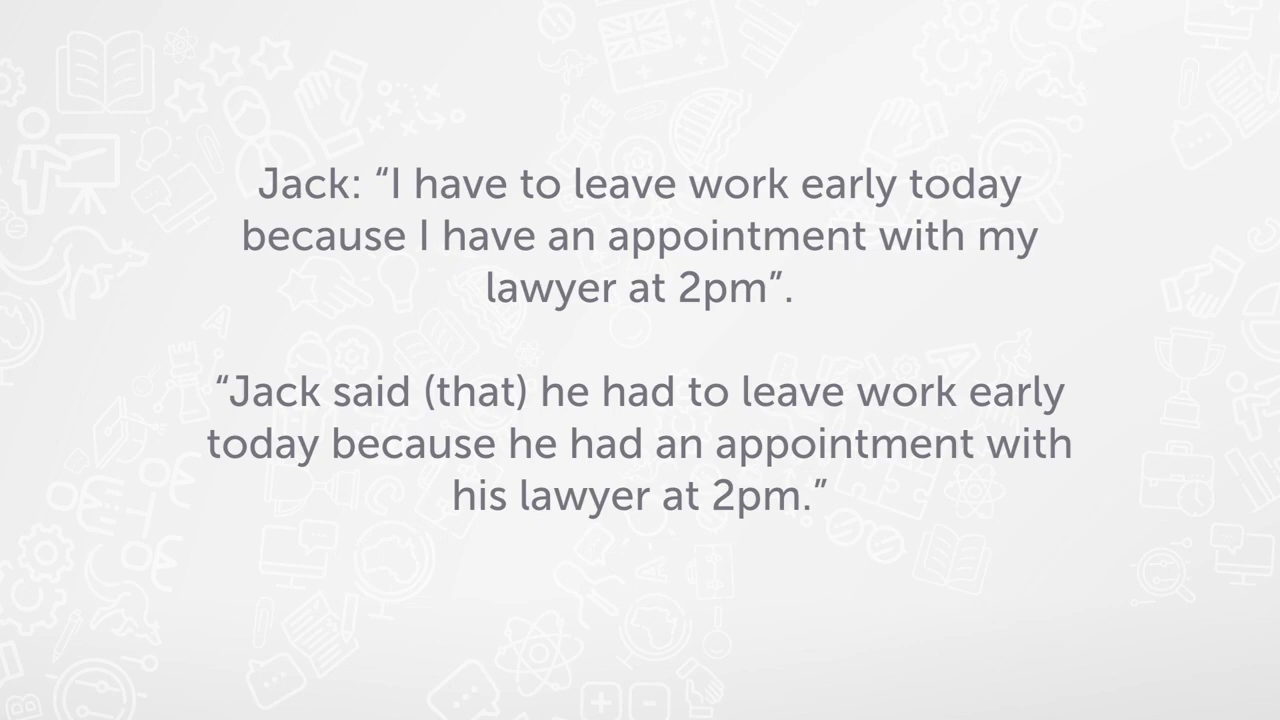 Jack: “I have to leave work early today
because I have an appointment with my
lawyer at 2pm”.
“Jack said (that) he had to leave work early
today because he had an appointment with
his lawyer at 2pm.”